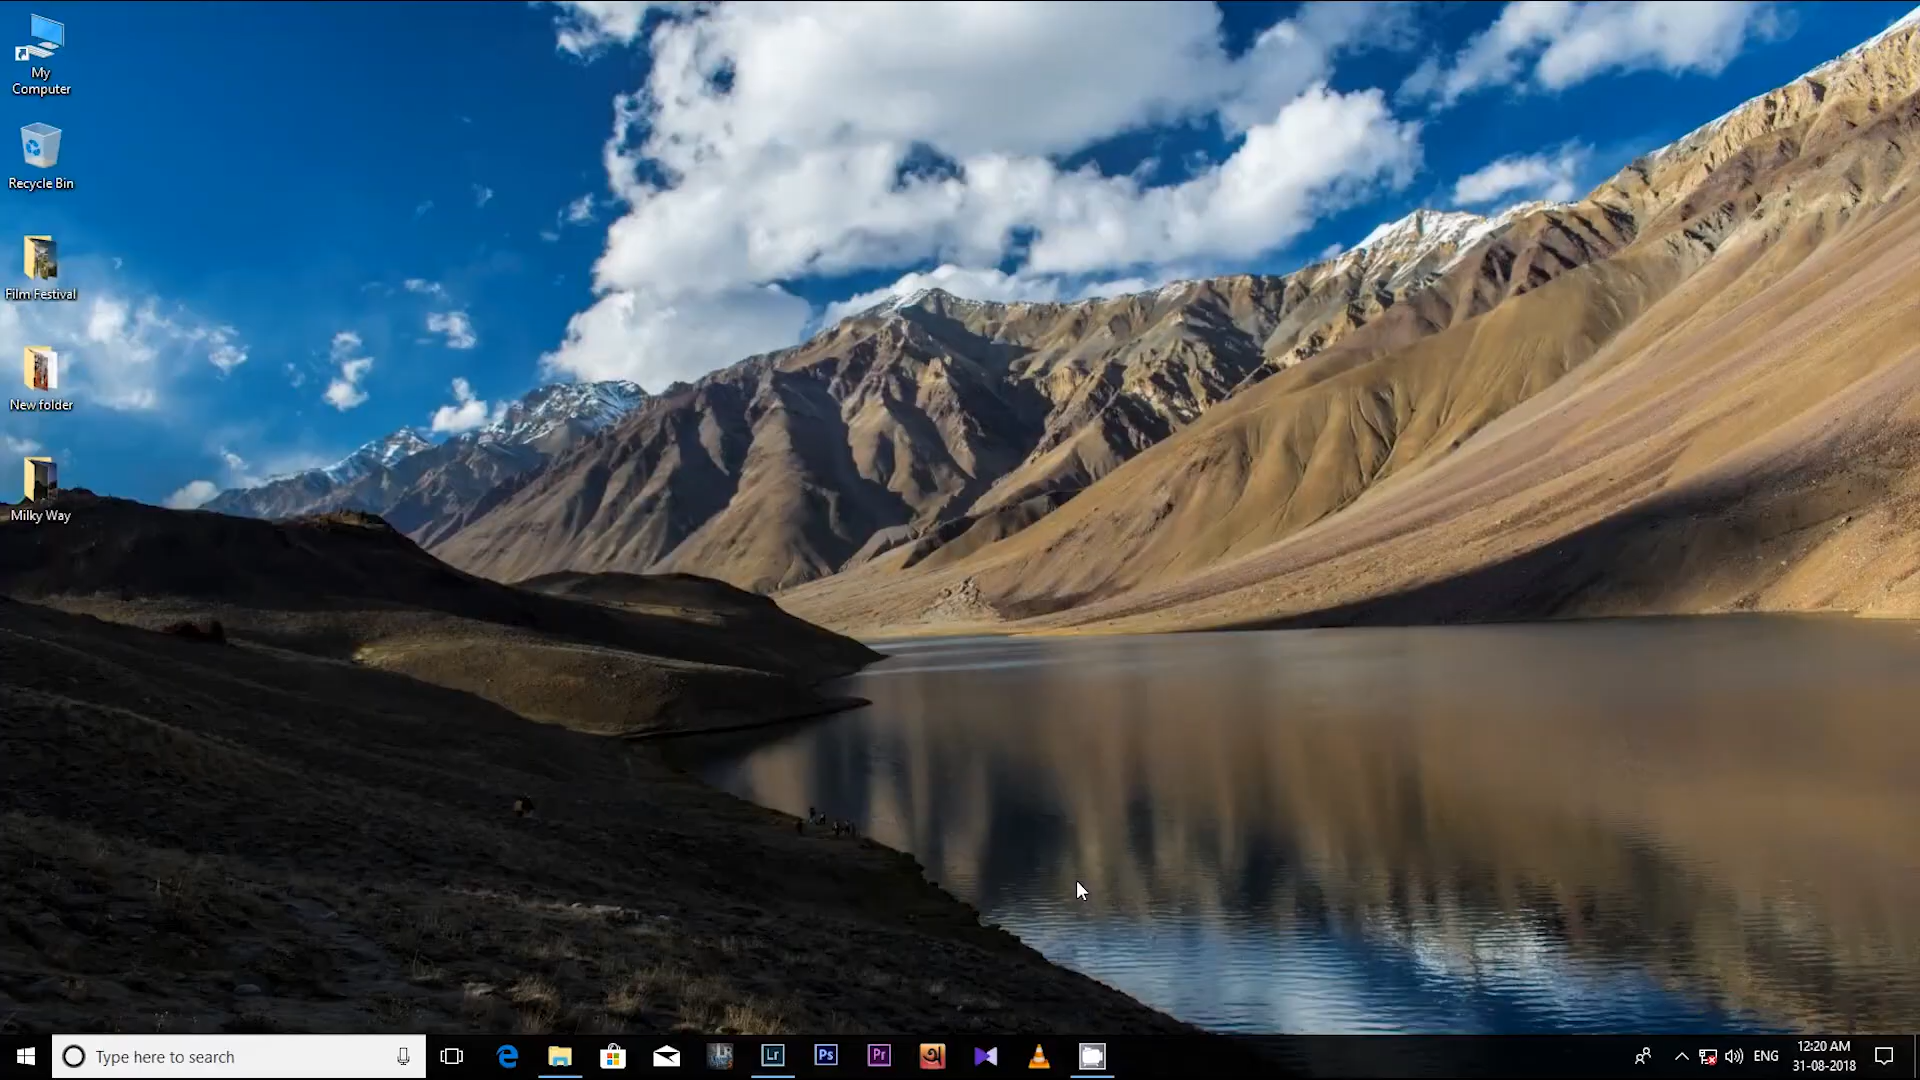 My
Computer
Recycle Bin
Film Festival
New folder
Milky Way
Type here to search
LR
Lr
Ps
Pr
ENG
12:20 AM
31-08-2018